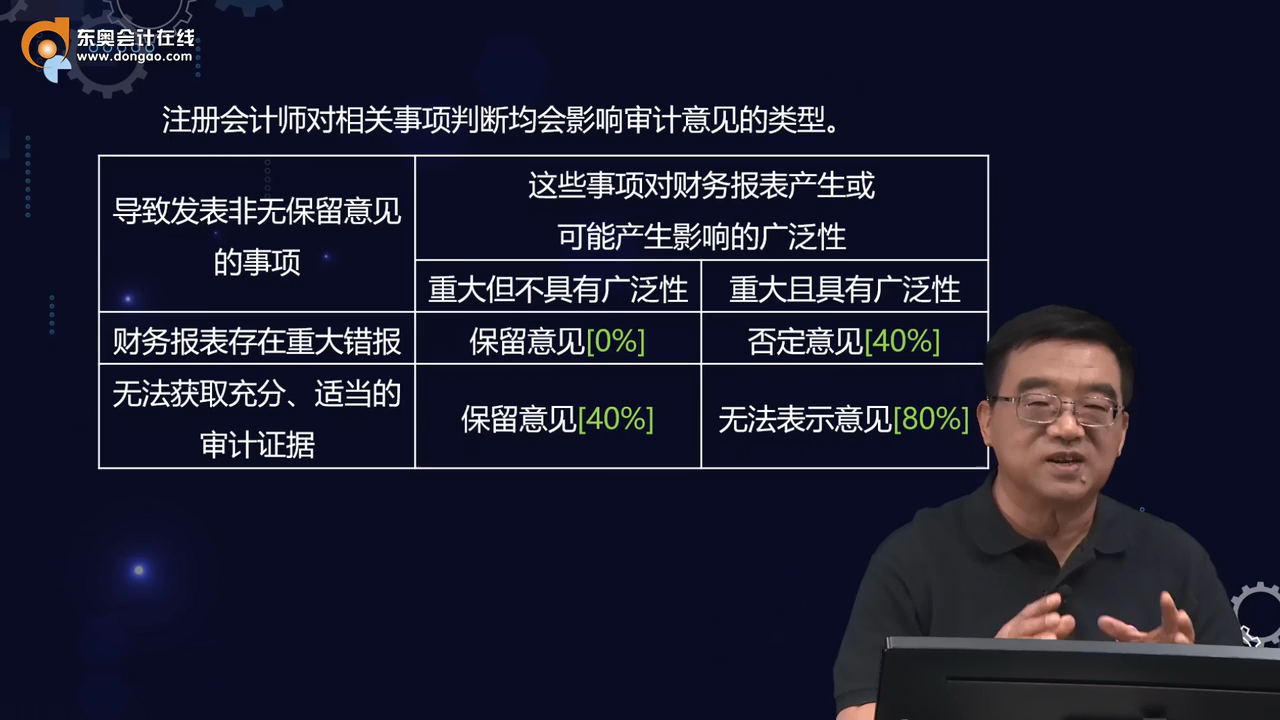 东奥会计在线
www.dongao.com
注册会计师对相关事项判断均会影响审计意见的类型。
导致发表非无保留意见
的事项
这些事项对财务报表产生或
可能产生影响的广泛性
重大但不具有广泛性
重大且具有广泛性
财务报表存在重大错报
保留意见[0%]
否定意见[40%]
无法获取充分、适当的
审计证据
保留意见[40%]
无法表示意见[80%]